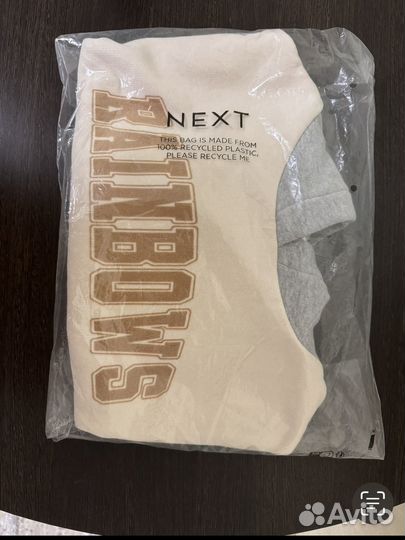 NEXT
THIS BAG IS MADE FROM
100% RECYCLED PLASTIC,
PLEASE RECYCLE ME
RAINBOWS
Avito